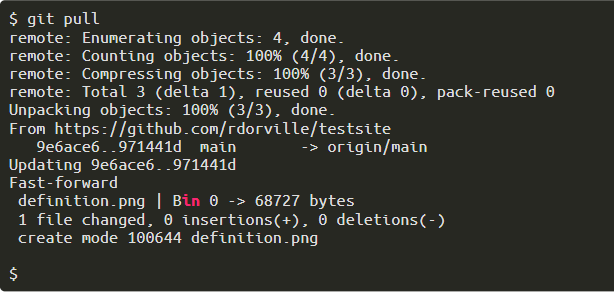 $ git pull
remote: Enumerating objects: 4, done.
remote: Counting objects: 100% (4/4), done.
remote: Compressing objects: 100% (3/3), done.
remote: Total 3 (delta 1), reused 0 (delta 0), pack-reused 0
Unpacking objects: 100% (3/3), done.
From https://github.com/rdorville/testsite
   9e6ace6..971441d  main       -> origin/main
Updating 9e6ace6..971441d
Fast-forward
 definition.png | Bin 0 -> 68727 bytes
 1 file changed, 0 insertions(+), 0 deletions(-)
 create mode 100644 definition.png
$